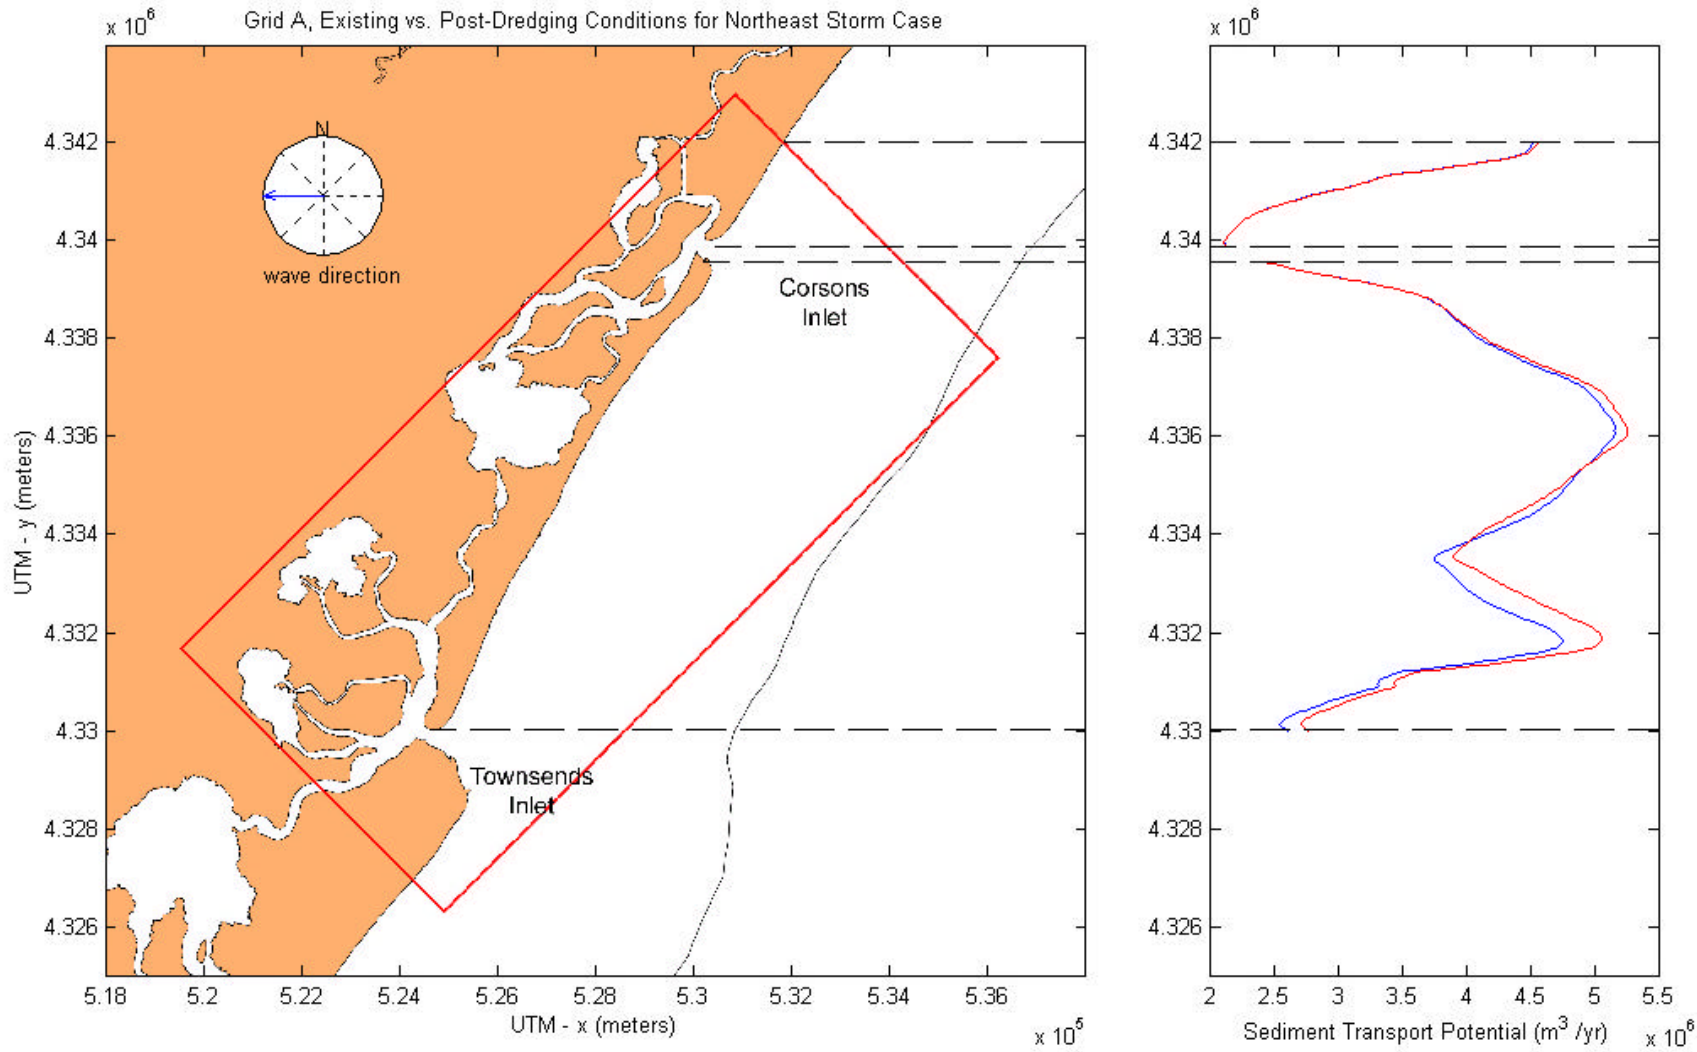 Grid A, Existing vs. Post-Dredging Conditions for Northeast Storm Case
x 10^6
4.342
4.34
4.338
4.336
4.334
4.332
4.33
4.328
4.326
UTM - y (meters)
N
wave direction
Corsons
Inlet
Townsends
Inlet
5.18
5.2
5.22
5.24
5.26
5.28
5.3
5.32
5.34
5.36
UTM - x (meters)
x 10^5
x 10^6
4.342
4.34
4.338
4.336
4.334
4.332
4.33
4.328
4.326
2
2.5
3
3.5
4
4.5
5
5.5
Sediment Transport Potential (m^3 /yr)
x 10^6